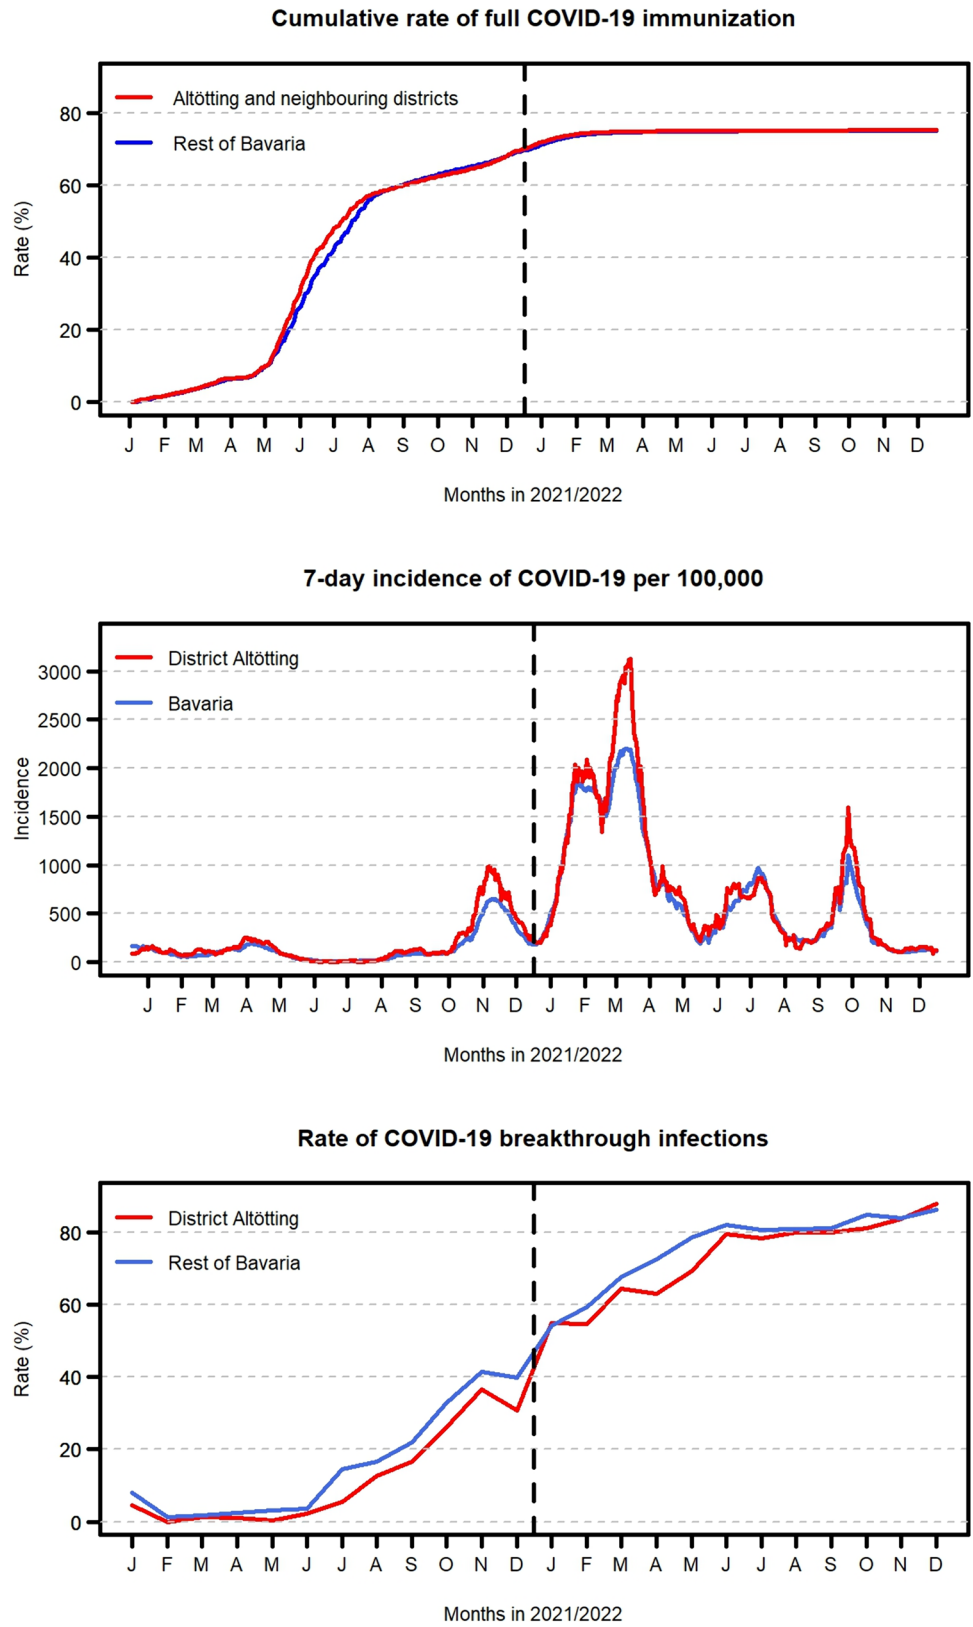 Cumulative rate of full COVID-19 immunization
Altötting and neighbouring districts
Rest of Bavaria
80
60
40
20
0
Rate (%)
J F M A M J J A S O N D J F M A M J J A S O N D
Months in 2021/2022
7-day incidence of COVID-19 per 100,000
District Altötting
Bavaria
3000
2500
2000
1500
1000
500
0
Incidence
J F M A M J J A S O N D J F M A M J J A S O N D
Months in 2021/2022
Rate of COVID-19 breakthrough infections
District Altötting
Rest of Bavaria
80
60
40
20
0
Rate (%)
J F M A M J J A S O N D J F M A M J J A S O N D
Months in 2021/2022